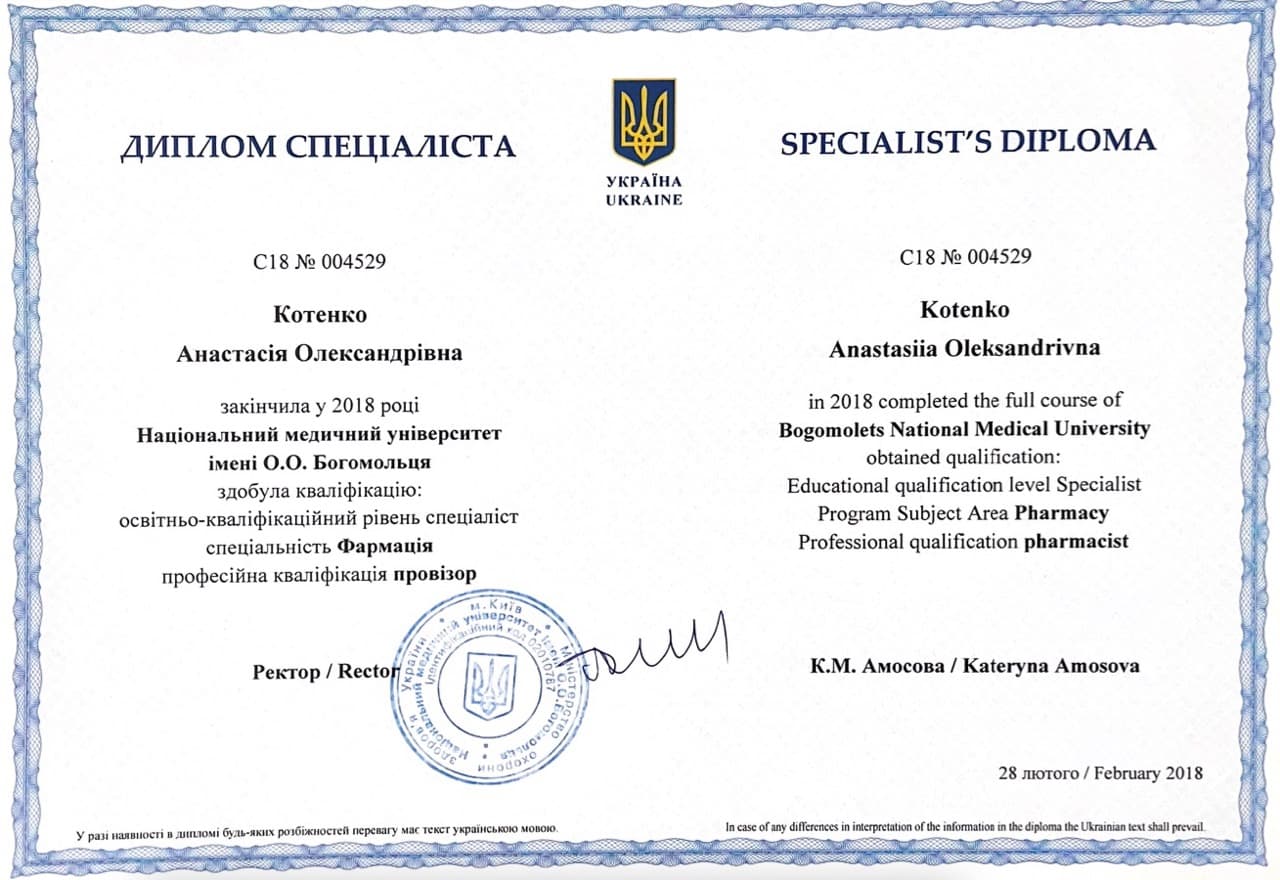 ДИПЛОМ СПЕЦІАЛІСТА
УКРАЇНА
UKRAINE
SPECIALIST'S DIPLOMA
С18 № 004529
Котенко
Анастасія Олександрівна
закінчила у 2018 році
Національний медичний університет
імені О.О. Богомольця
здобула кваліфікацію:
освітньо-кваліфікаційний рівень спеціаліст
спеціальність Фармація
професійна кваліфікація провізор
C18 № 004529
Kotenko
Anastasiia Oleksandrivna
in 2018 completed the full course of
Bogomolets National Medical University
obtained qualification:
Educational qualification level Specialist
Program Subject Area Pharmacy
Professional qualification pharmacist
Ректор / Rector
м. Київ
Міністерство охорони здоров'я України
Національний медичний університет імені О.О.Богомольця
Ідентифікаційний код 02010787
К.М. Амосова / Kateryna Amosova
28 лютого / February 2018
У разі наявності в дипломі будь-яких розбіжностей перевагу має текст українською мовою.
In case of any differences in interpretation of the information in the diploma the Ukrainian text shall prevail.